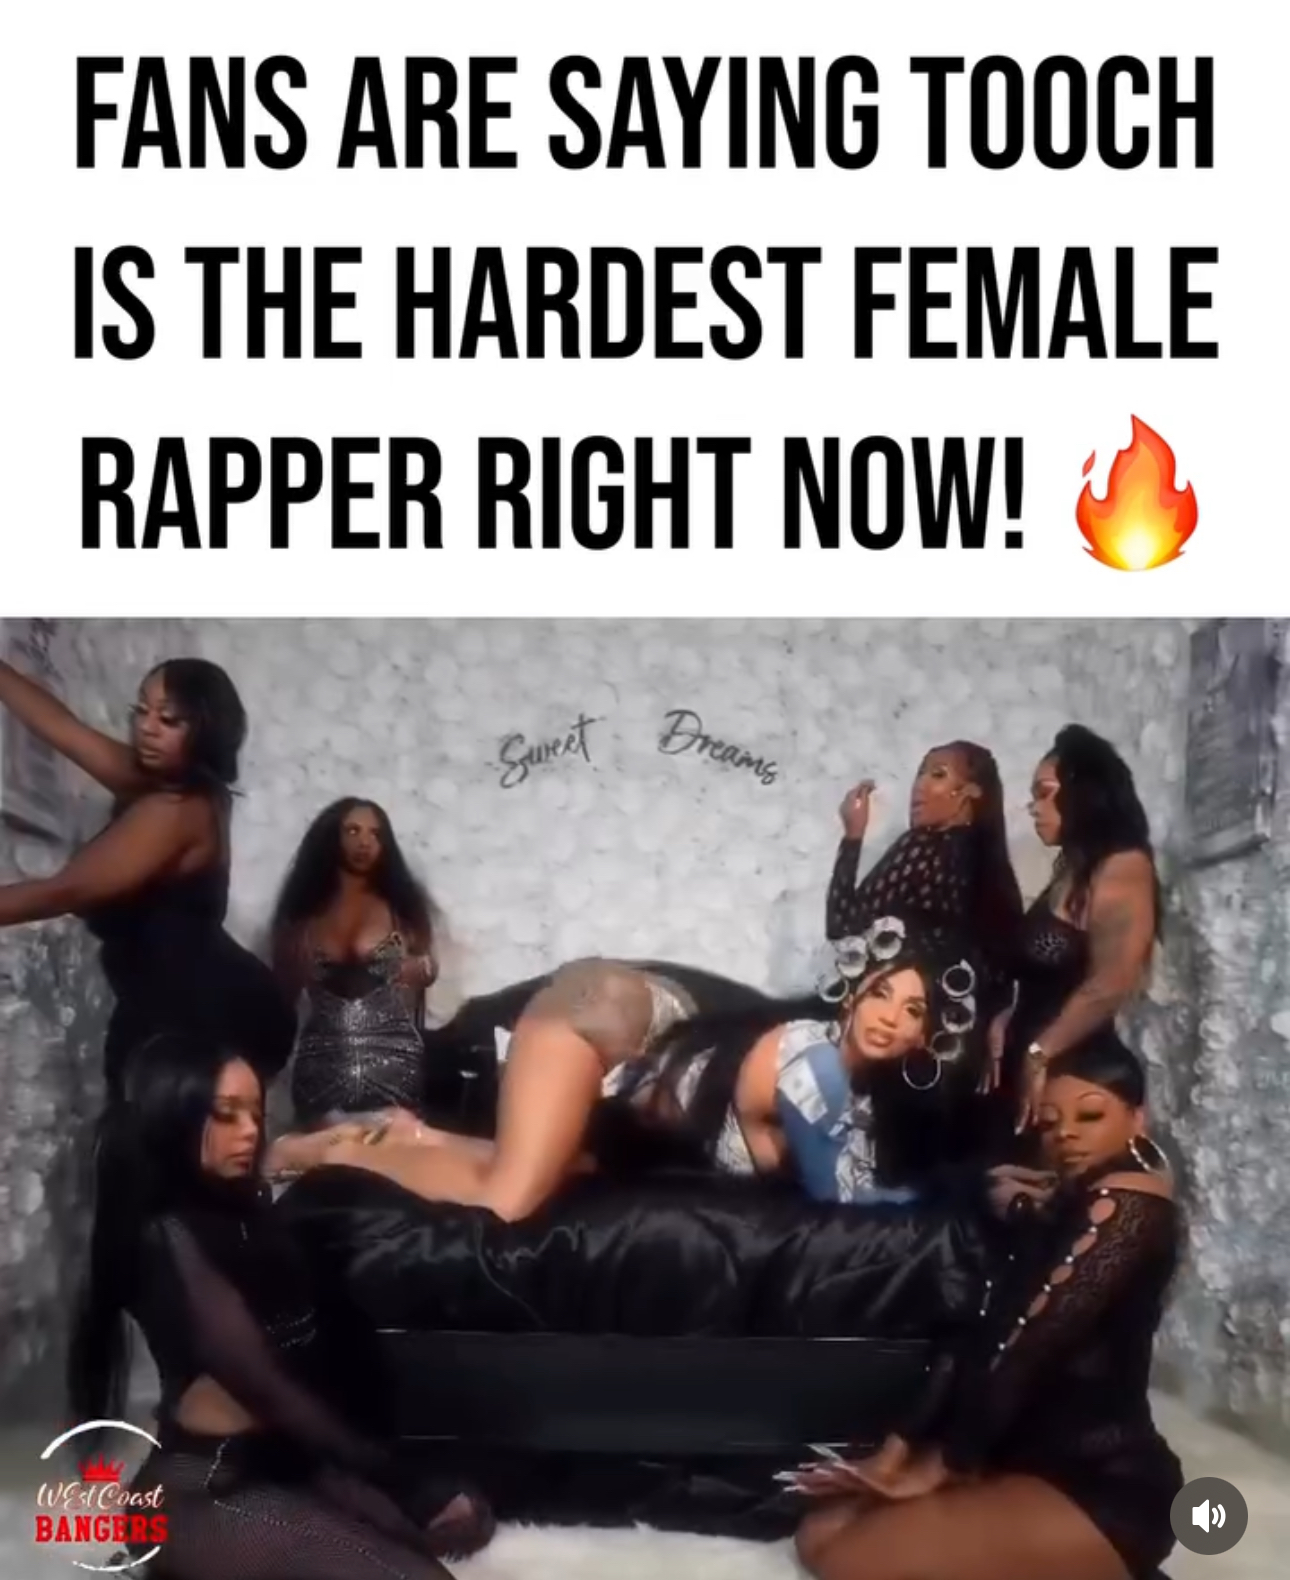 FANS ARE SAYING TOOCH
IS THE HARDEST FEMALE
RAPPER RIGHT NOW! 🔥
Sweet Dreams
WEst Coast
BANGERS